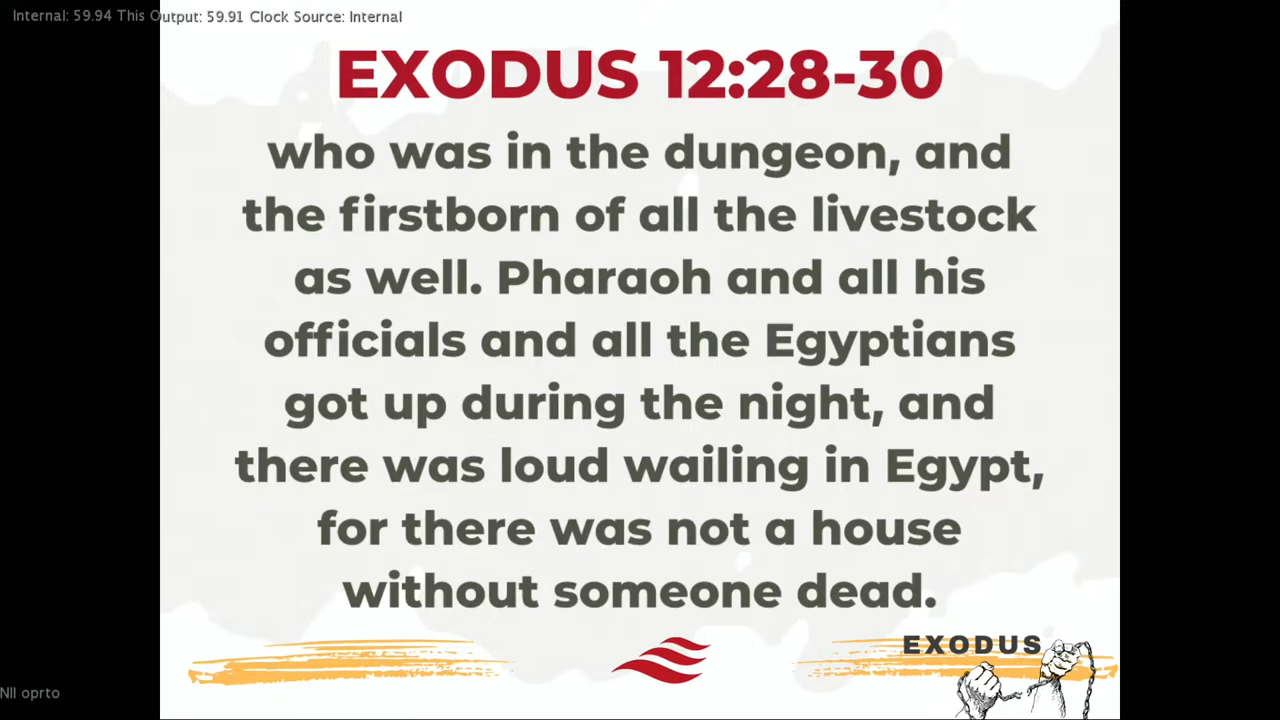 Internal: 59.94 This Output: 59.91 Clock Source: Internal
EXODUS 12:28-30
who was in the dungeon, and
the firstborn of all the livestock
as well. Pharaoh and all his
officials and all the Egyptians
got up during the night, and
there was loud wailing in Egypt,
for there was not a house
without someone dead.
EXODUS